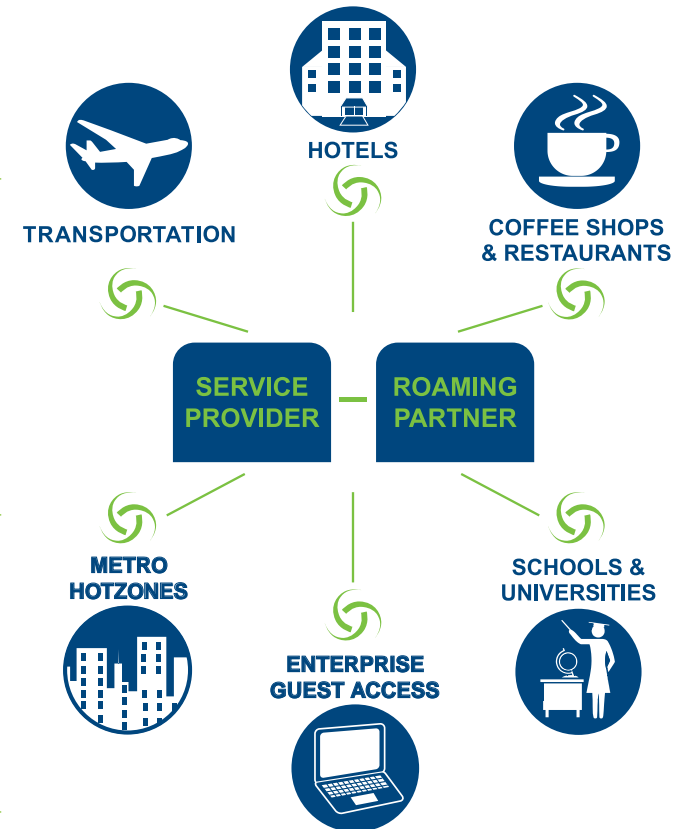 HOTELS
TRANSPORTATION
COFFEE SHOPS
& RESTAURANTS
SERVICE
PROVIDER
ROAMING
PARTNER
METRO
HOTZONES
SCHOOLS &
UNIVERSITIES
ENTERPRISE
GUEST ACCESS